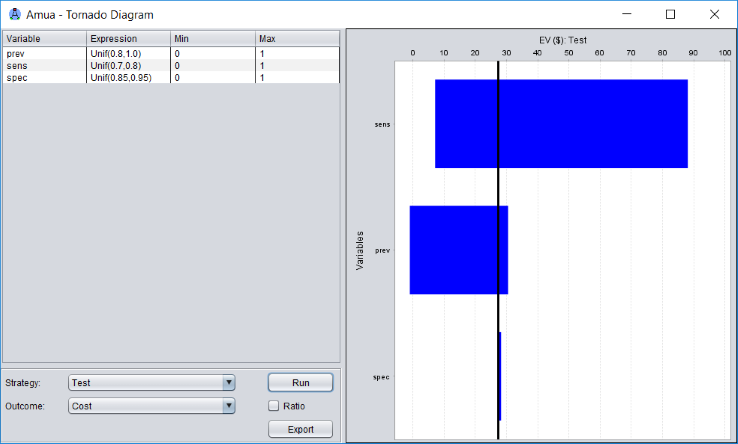 Amua - Tornado Diagram
Variable Expression Min Max
prev Unif(0.8,1.0) 0 1
sens Unif(0.7,0.8) 0 1
spec Unif(0.85,0.95) 0 1
Strategy: Test Run
Outcome: Cost Ratio
Export
EV ($): Test
0 10 20 30 40 50 60 70 80 90 100
sens
prev
spec
Variables